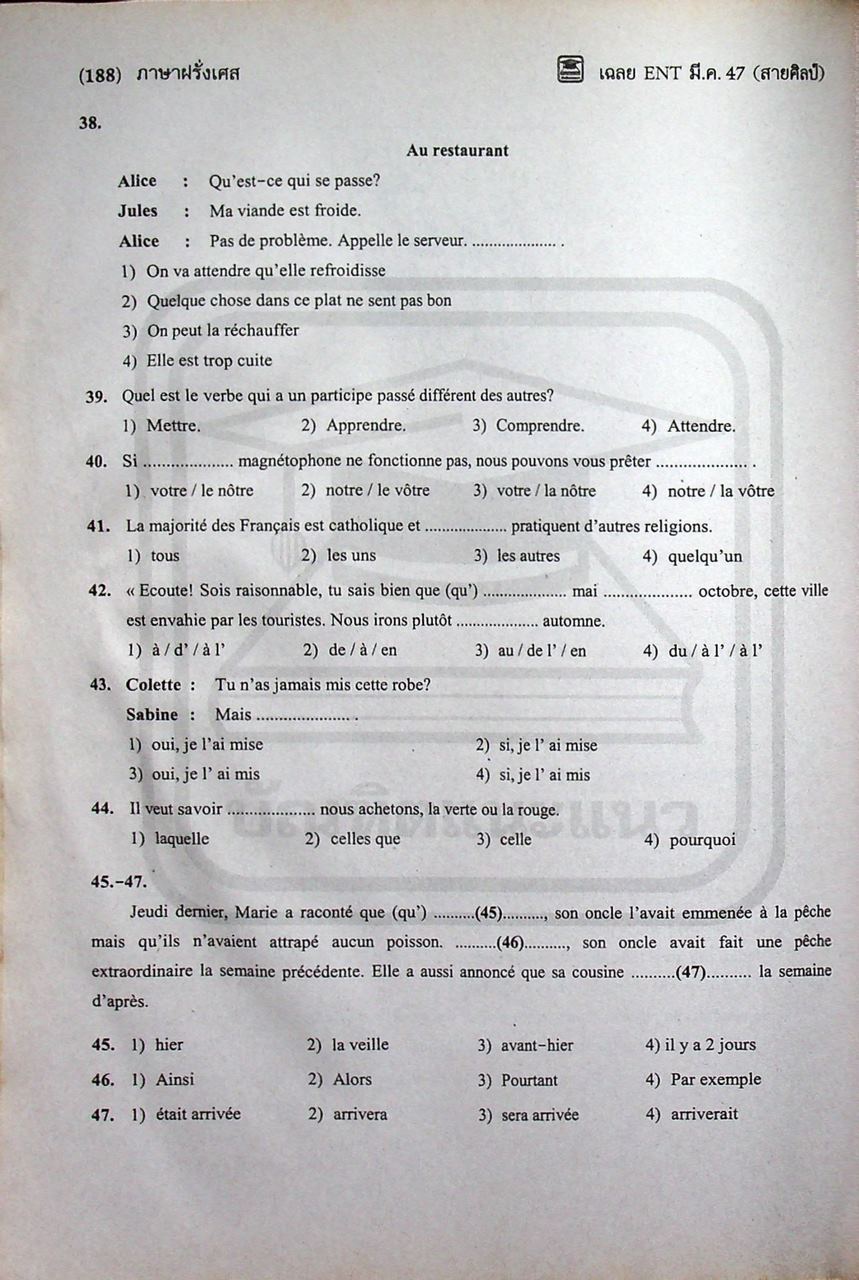 (188) ภาษาฝรั่งเศส เฉลย ENT มี.ค. 47 (สายศิลป์)
38.
Au restaurant
Alice : Qu'est-ce qui se passe?
Jules : Ma viande est froide.
Alice : Pas de problème. Appelle le serveur. ..................... .
1) On va attendre qu'elle refroidisse
2) Quelque chose dans ce plat ne sent pas bon
3) On peut la réchauffer
4) Elle est trop cuite
39. Quel est le verbe qui a un participe passé différent des autres?
1) Mettre. 2) Apprendre. 3) Comprendre. 4) Attendre.
40. Si .................... magnétophone ne fonctionne pas, nous pouvons vous prêter .................... .
1) votre / le nôtre 2) notre / le vôtre 3) votre / la nôtre 4) notre / la vôtre
41. La majorité des Français est catholique et .................... pratiquent d'autres religions.
1) tous 2) les uns 3) les autres 4) quelqu'un
42. « Ecoute! Sois raisonnable, tu sais bien que (qu') .................... mai .................... octobre, cette ville
est envahie par les touristes. Nous irons plutôt .................... automne.
1) à / d' / à l' 2) de / à / en 3) au / de l' / en 4) du / à l' / à l'
43. Colette : Tu n'as jamais mis cette robe?
Sabine : Mais ..................... .
1) oui, je l'ai mise 2) si, je l' ai mise
3) oui, je l' ai mis 4) si, je l' ai mis
44. Il veut savoir .................... nous achetons, la verte ou la rouge.
1) laquelle 2) celles que 3) celle 4) pourquoi
45.-47.
Jeudi dernier, Marie a raconté que (qu') ..........(45).........., son oncle l'avait emmenée à la pêche
mais qu'ils n'avaient attrapé aucun poisson. ..........(46).........., son oncle avait fait une pêche
extraordinaire la semaine précédente. Elle a aussi annoncé que sa cousine ..........(47).......... la semaine
d'après.
45. 1) hier 2) la veille 3) avant-hier 4) il y a 2 jours
46. 1) Ainsi 2) Alors 3) Pourtant 4) Par exemple
47. 1) était arrivée 2) arrivera 3) sera arrivée 4) arriverait